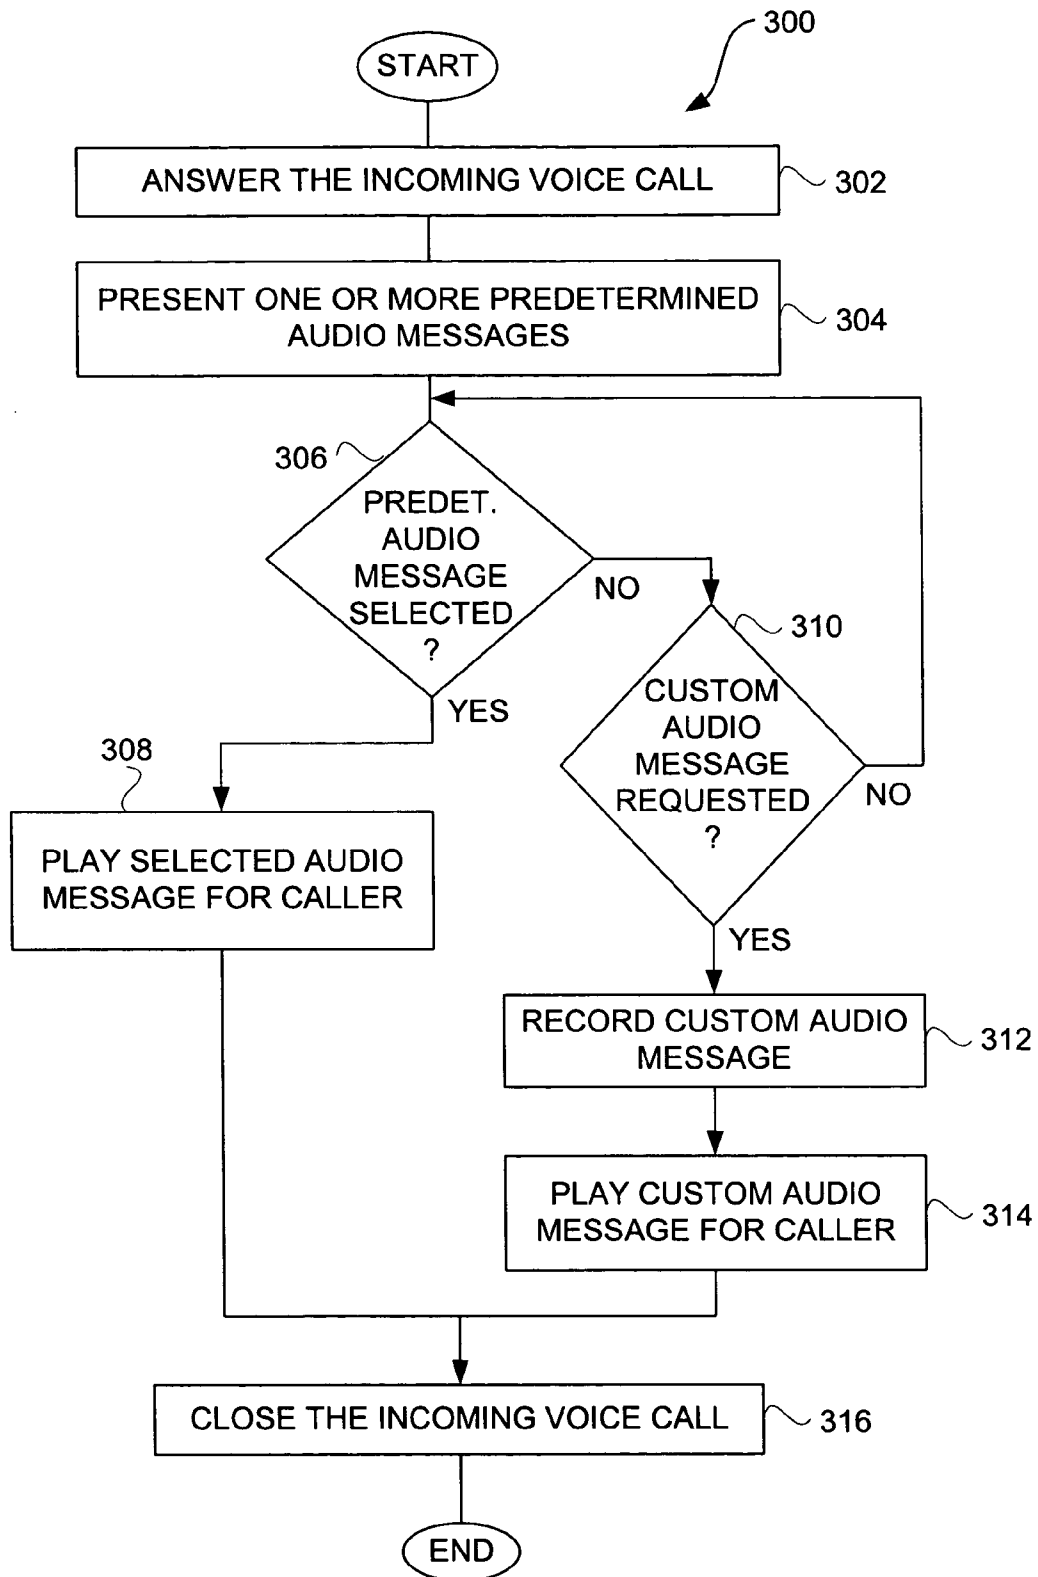 300
START
ANSWER THE INCOMING VOICE CALL
302
PRESENT ONE OR MORE PREDETERMINED
AUDIO MESSAGES
304
306
PREDET.
AUDIO
MESSAGE
SELECTED
?
NO
YES
310
CUSTOM
AUDIO
MESSAGE
REQUESTED
?
NO
YES
308
PLAY SELECTED AUDIO
MESSAGE FOR CALLER
RECORD CUSTOM AUDIO
MESSAGE
312
PLAY CUSTOM AUDIO
MESSAGE FOR CALLER
314
CLOSE THE INCOMING VOICE CALL
316
END